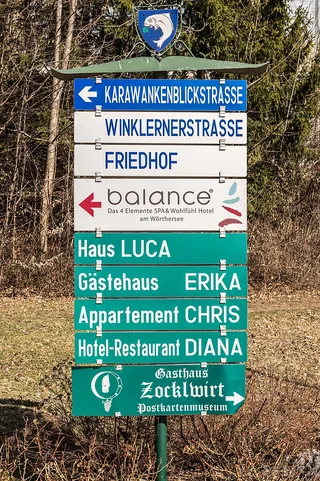 KARAWANKENBLICKSTRASSE
WINKLERNERSTRASSE
FRIEDHOF
balance®
Das 4 Elemente SPA & Wohlfühl Hotel
am Wörthersee
Haus LUCA
Gästehaus ERIKA
Appartement CHRIS
Hotel-Restaurant DIANA
Gasthaus
Zocklwirt
Postkartenmuseum